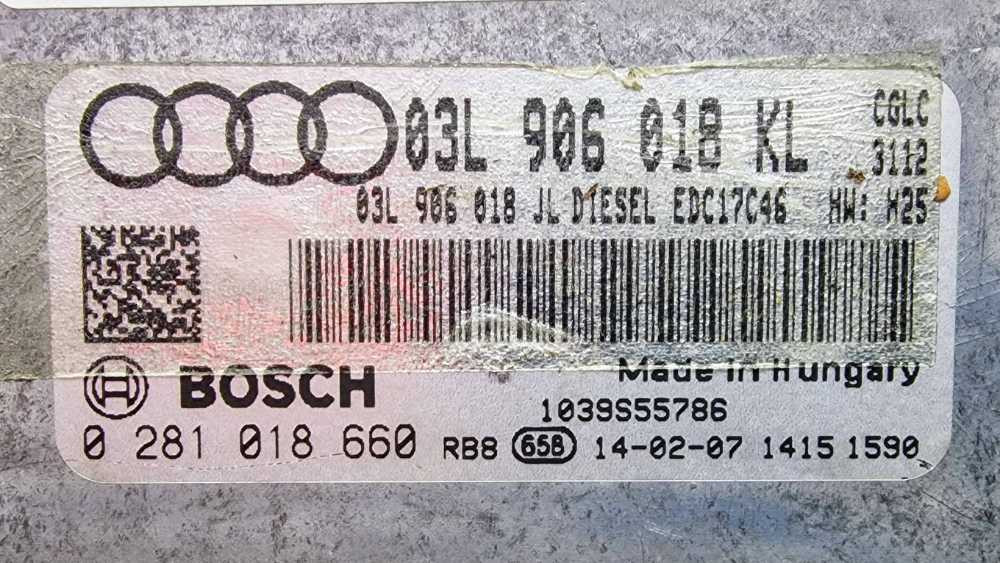 03L 906 018 KL CGLC
3112
03L 906 018 JL DIESEL EDC17C46 HW: H25
BOSCH
Made in Hungary
1039S55786
0 281 018 660 RB8 658 14-02-07 1415 1590